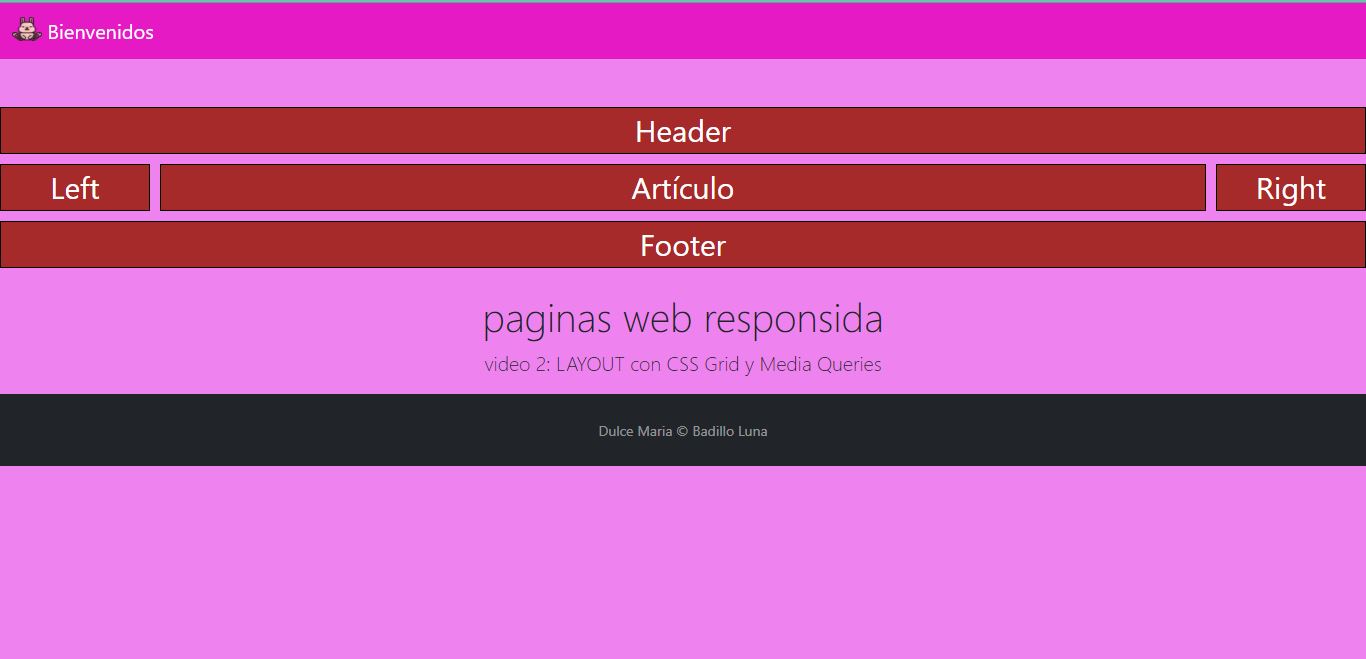 Bienvenidos
Header
Left Artículo Right
Footer
paginas web responsida
video 2: LAYOUT con CSS Grid y Media Queries
Dulce Maria © Badillo Luna